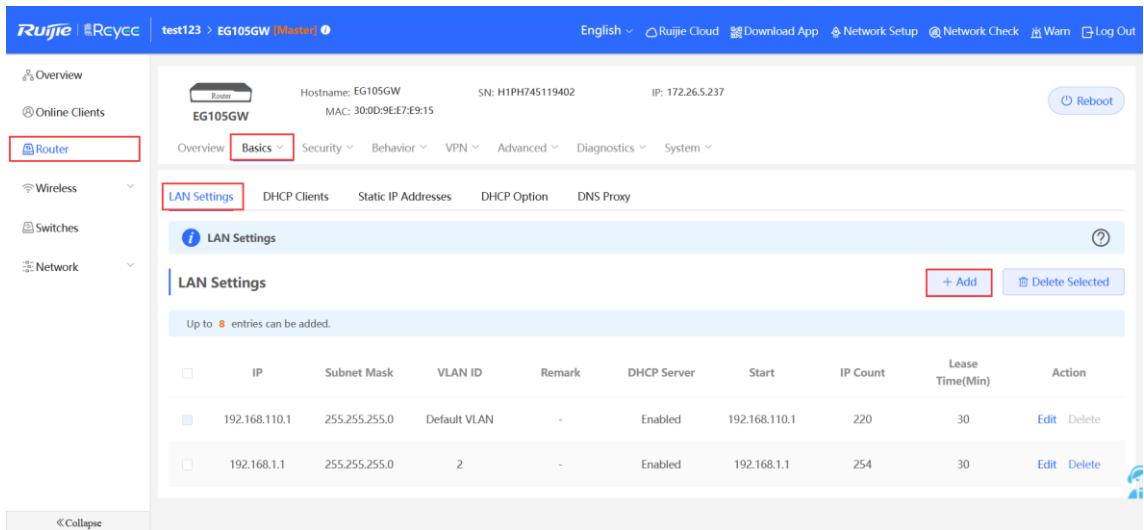 Ruijie | Rcycc test123 > EG105GW [Master] English Ruijie Cloud Download App Network Setup Network Check Warn Log Out
Overview
Online Clients
Router
Wireless
Switches
Network
«Collapse
Router
EG105GW
Hostname: EG105GW SN: H1PH745119402 IP: 172.26.5.237
MAC: 30:0D:9E:E7:E9:15
Reboot
Overview Basics Security Behavior VPN Advanced Diagnostics System
LAN Settings DHCP Clients Static IP Addresses DHCP Option DNS Proxy
i LAN Settings ?
LAN Settings + Add Delete Selected
Up to 8 entries can be added.
IP Subnet Mask VLAN ID Remark DHCP Server Start IP Count Lease Time(Min) Action
192.168.110.1 255.255.255.0 Default VLAN - Enabled 192.168.110.1 220 30 Edit Delete
192.168.1.1 255.255.255.0 2 - Enabled 192.168.1.1 254 30 Edit Delete